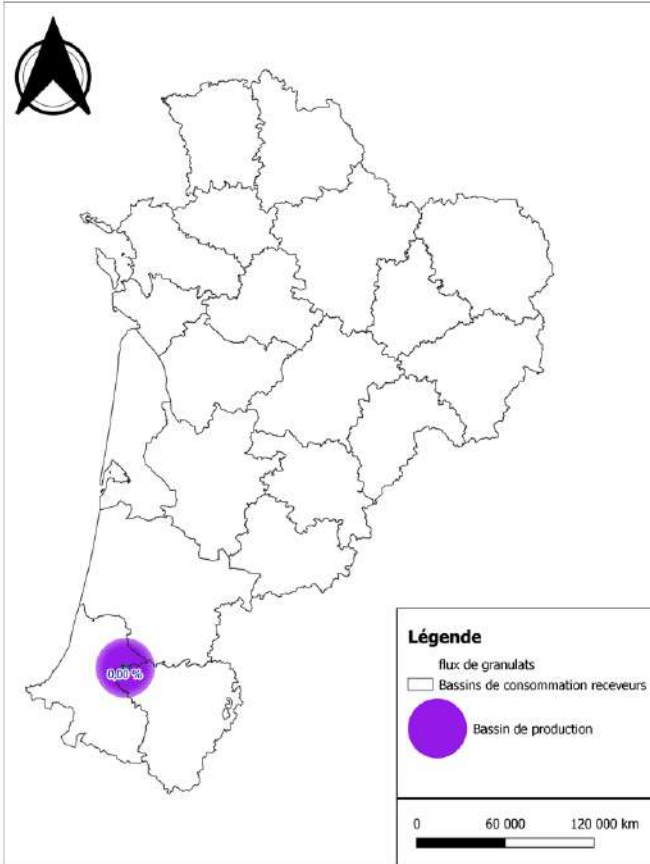 0,00 %
Légende
flux de granulats
Bassins de consommation receveurs
Bassin de production
0 60 000 120 000 km